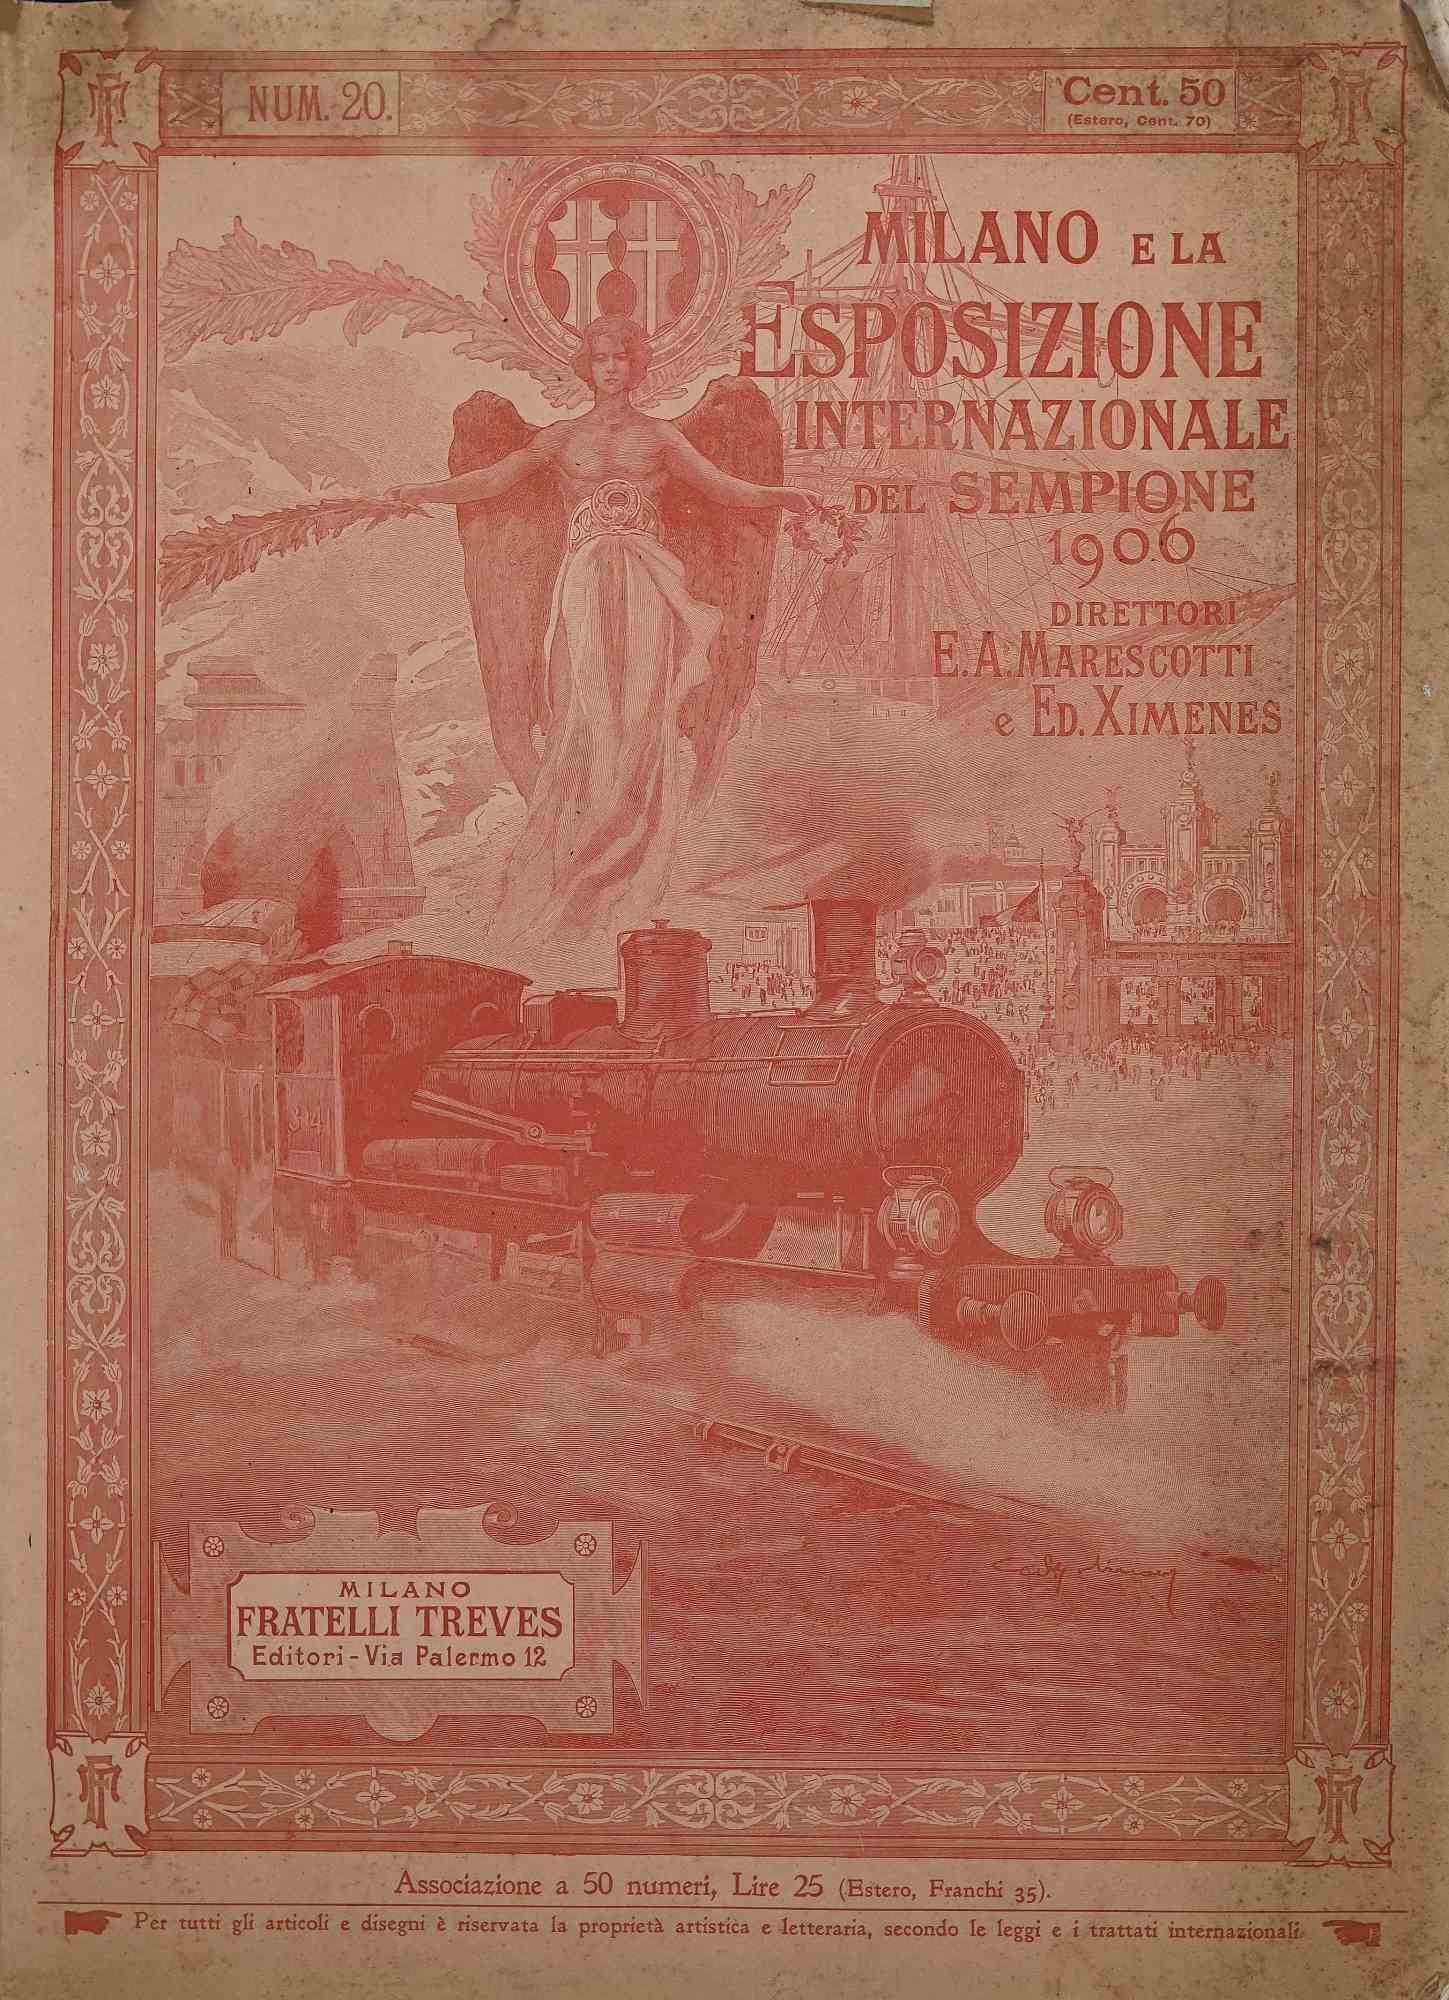 NUM. 20.
Cent. 50
(Estero, Cent. 70)
MILANO E LA
ESPOSIZIONE
INTERNAZIONALE
DEL SEMPIONE
1906
DIRETTORI
E. A. MARESCOTTI
e ED. XIMENES
34
MILANO
FRATELLI TREVES
Editori - Via Palermo 12
Associazione a 50 numeri, Lire 25 (Estero, Franchi 35).
Per tutti gli articoli e disegni è riservata la proprietà artistica e letteraria, secondo le leggi e i trattati internazionali